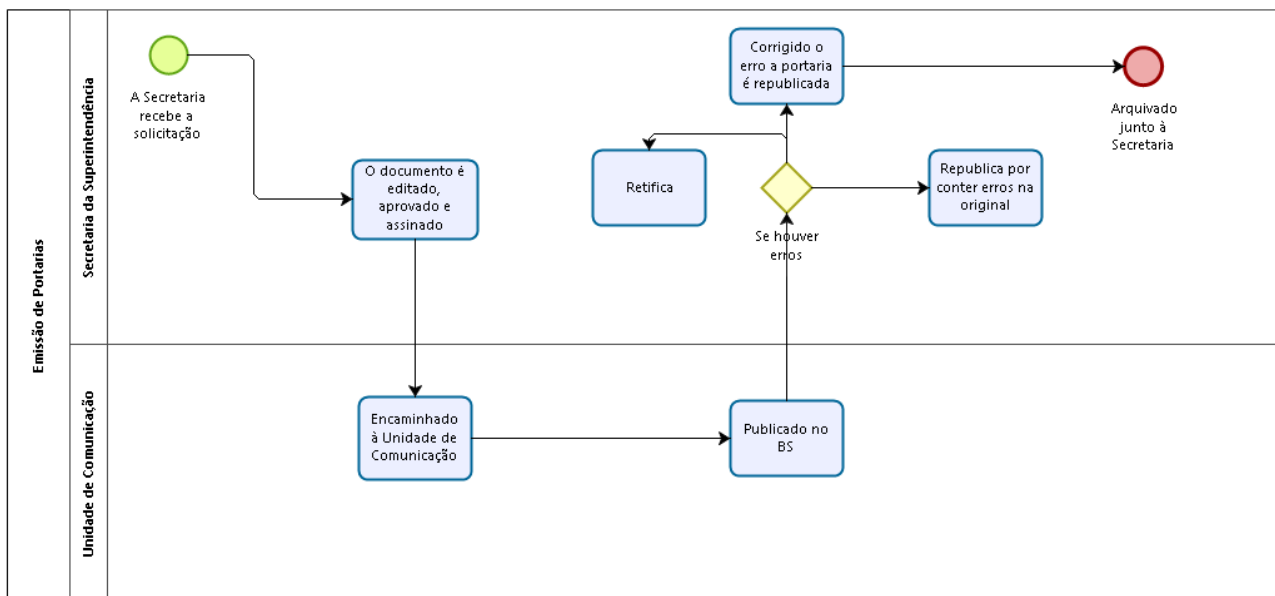 Emissão de Portarias
Secretaria da Superintendência
A Secretaria
recebe a
solicitação
O documento é
editado,
aprovado e
assinado
Corrigido o
erro a portaria
é republicada
Arquivado
junto à
Secretaria
Retifica
Se houver
erros
Republica por
conter erros na
original
Unidade de Comunicação
Encaminhado
à Unidade de
Comunicação
Publicado no
BS